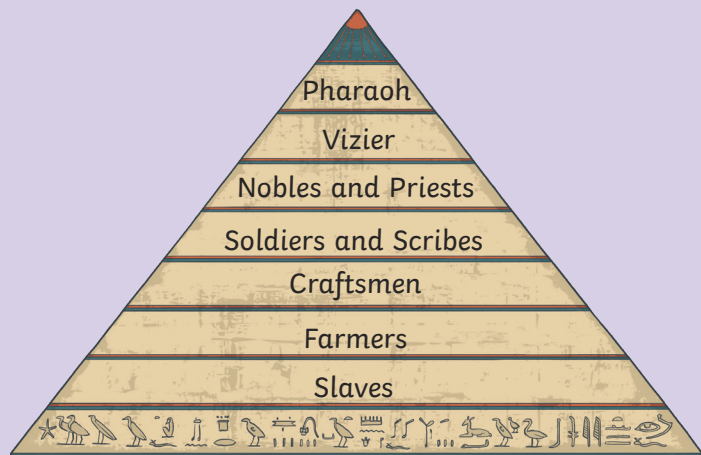 Pharaoh
Vizier
Nobles and Priests
Soldiers and Scribes
Craftsmen
Farmers
Slaves